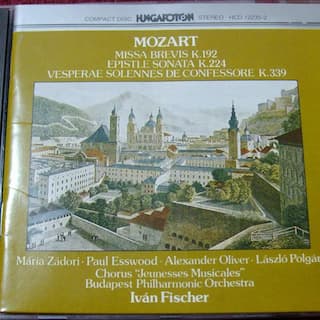 COMPACT DISC HUNGAROTON STEREO · HCD 12235-2
MOZART
MISSA BREVIS K.192
EPISTLE SONATA K.224
VESPERAE SOLENNES DE CONFESSORE K.339
Mária Zádori · Paul Esswood · Alexander Oliver · László Polgár
Chorus "Jeunesses Musicales"
Budapest Philharmonic Orchestra
Iván Fischer